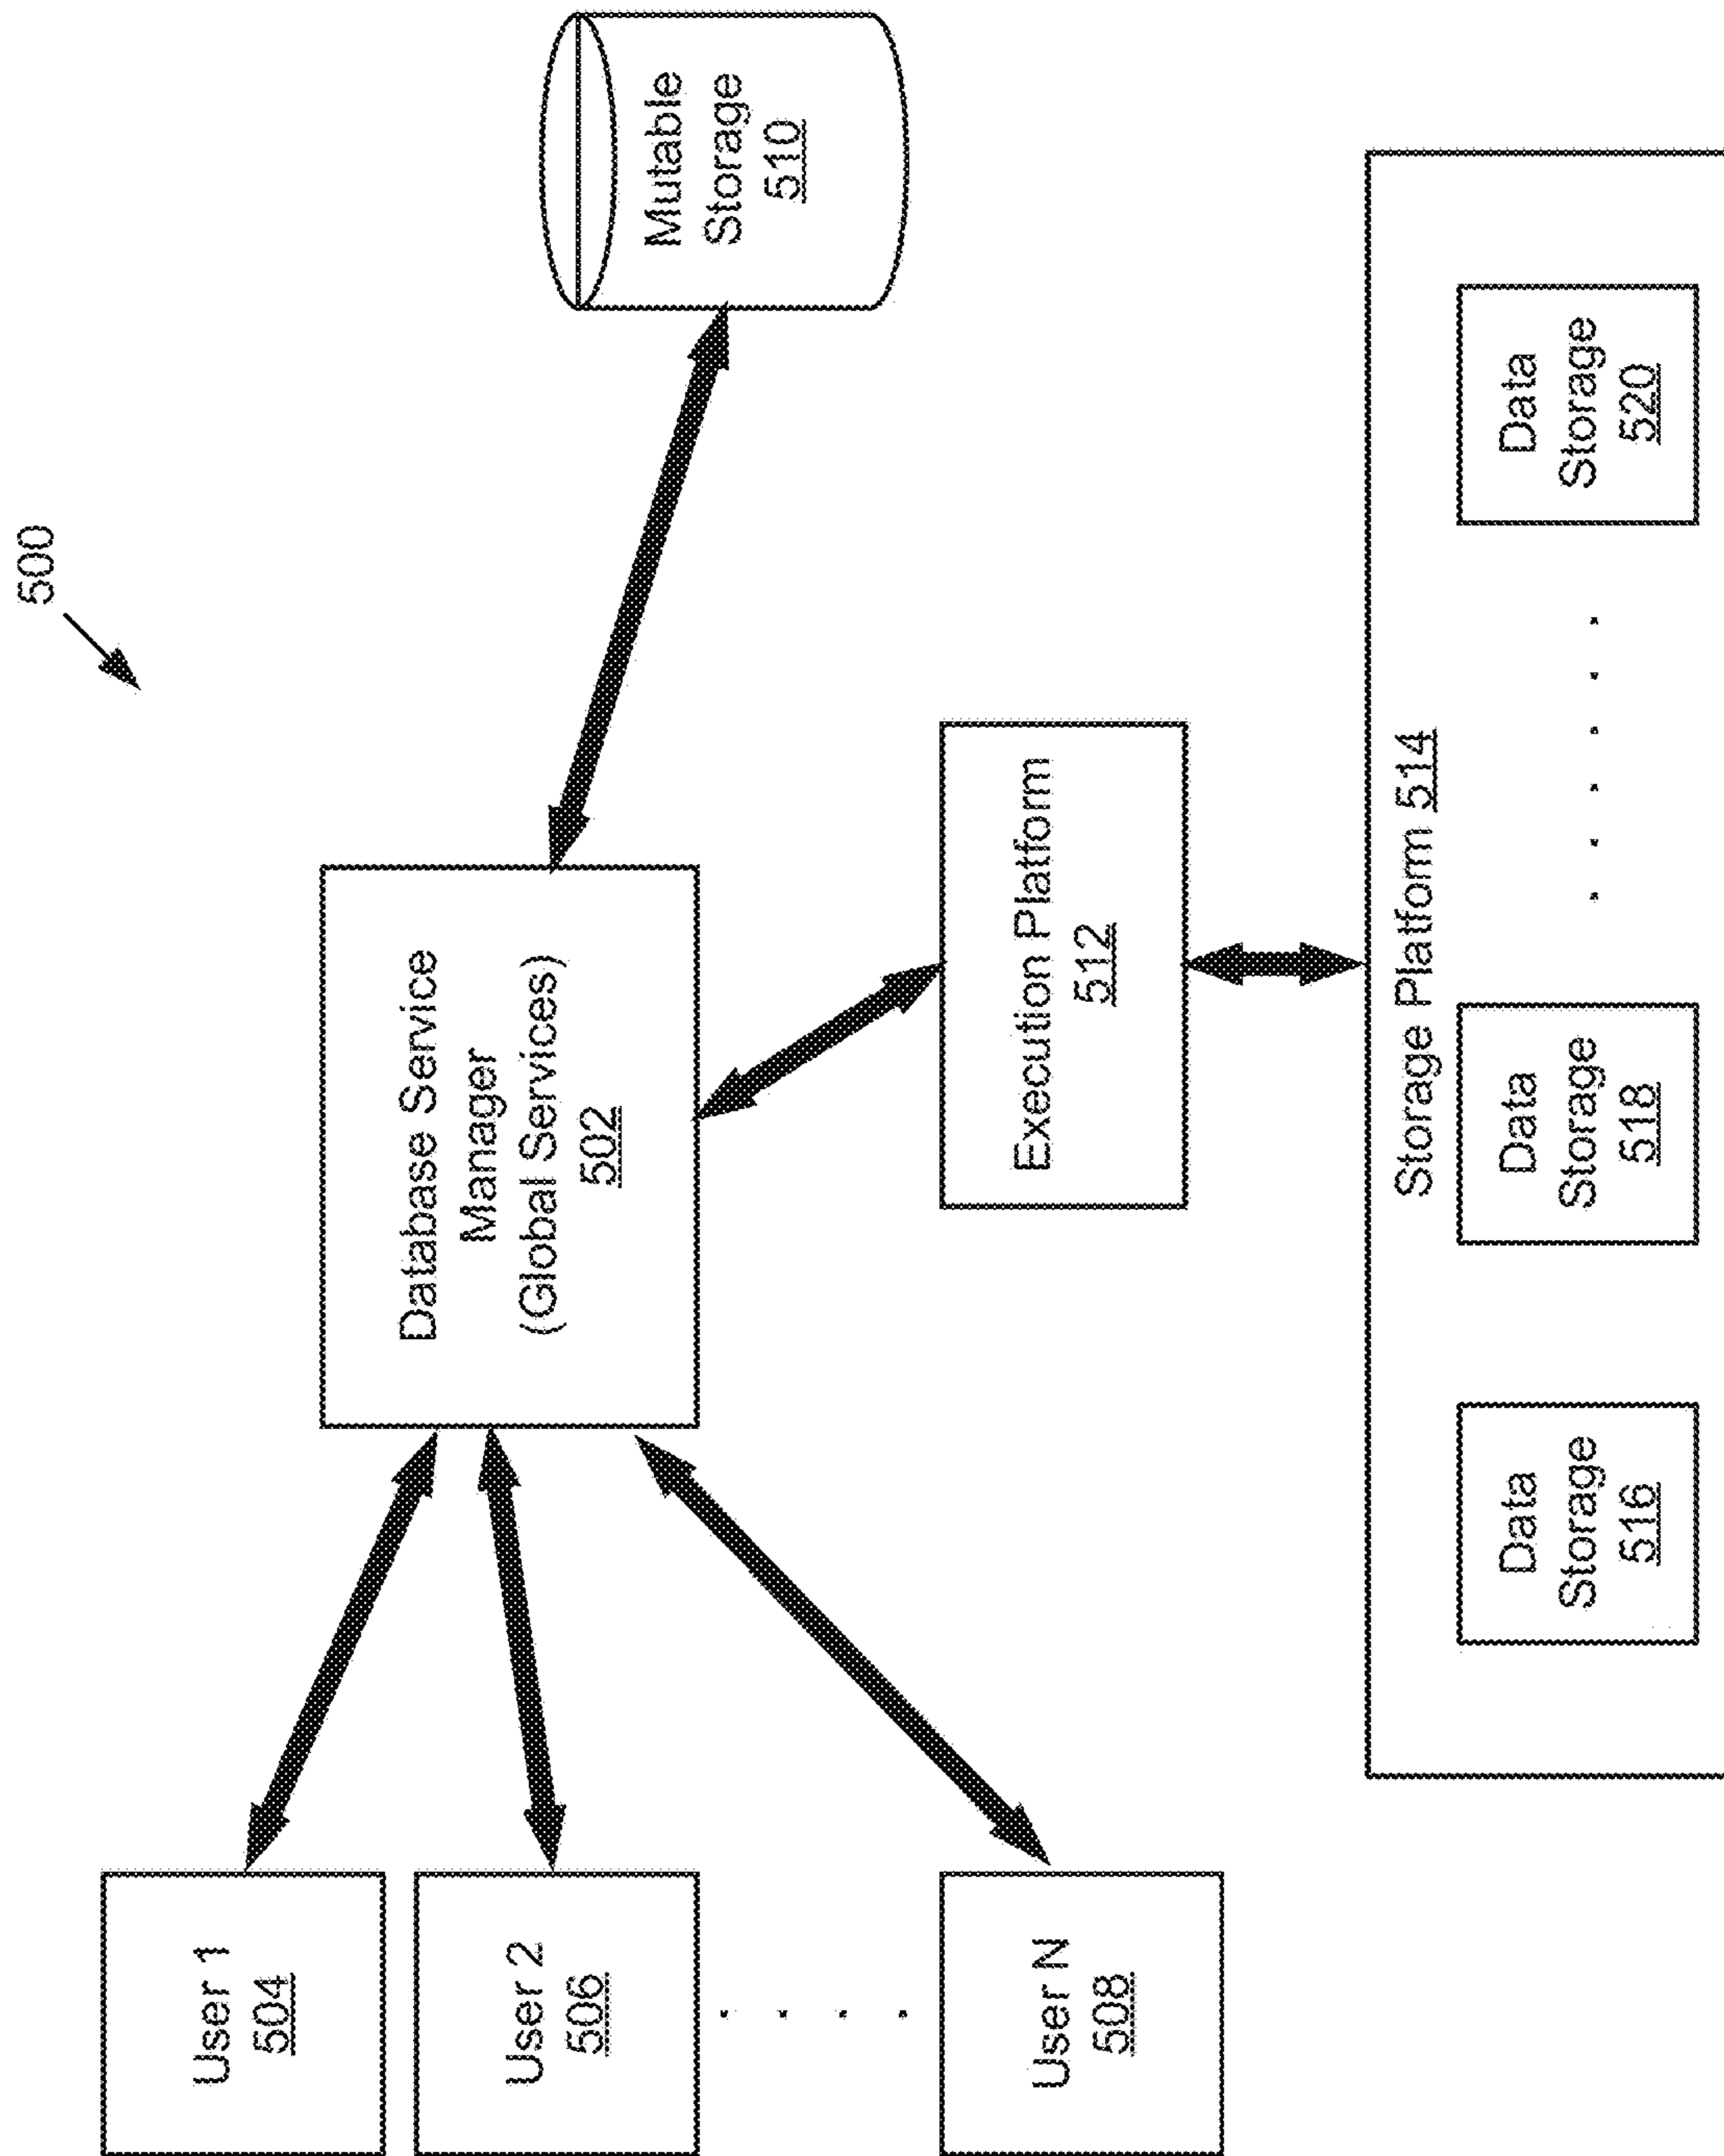 500
User 1
504
User 2
506
User N
508
Database Service
Manager
(Global Services)
502
Mutable
Storage
510
Execution Platform
512
Storage Platform 514
Data
Storage
516
Data
Storage
518
Data
Storage
520